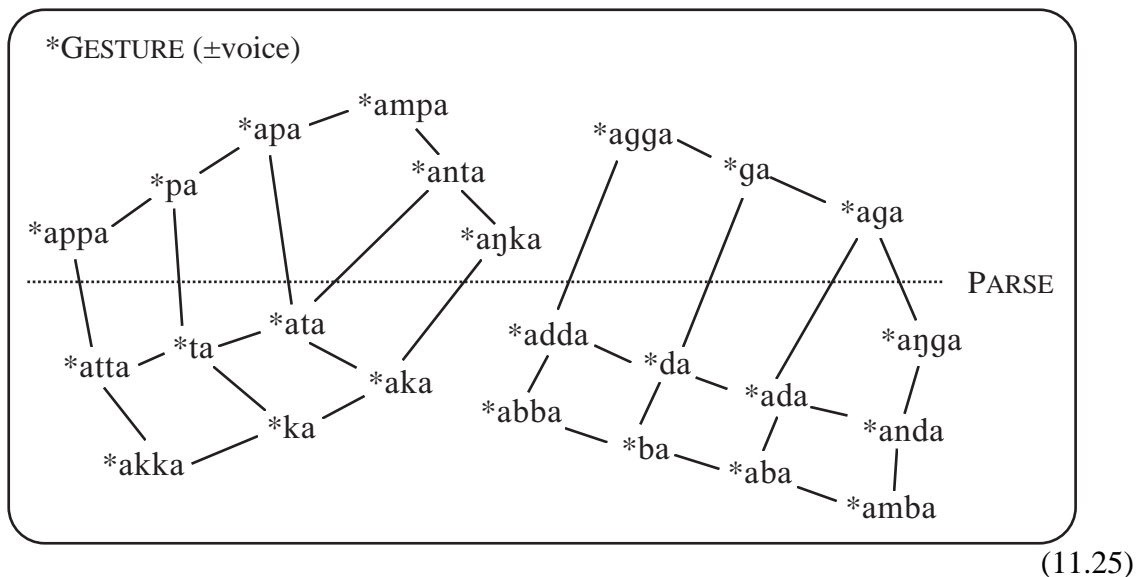 *GESTURE (±voice)
*ampa
*apa
*agga
*anta
*ga
*pa
*aga
*appa
*aŋka
PARSE
*ata
*adda
*aŋga
*ta
*da
*atta
*aka
*ada
*abba
*anda
*ka
*ba
*akka
*aba
*amba
(11.25)